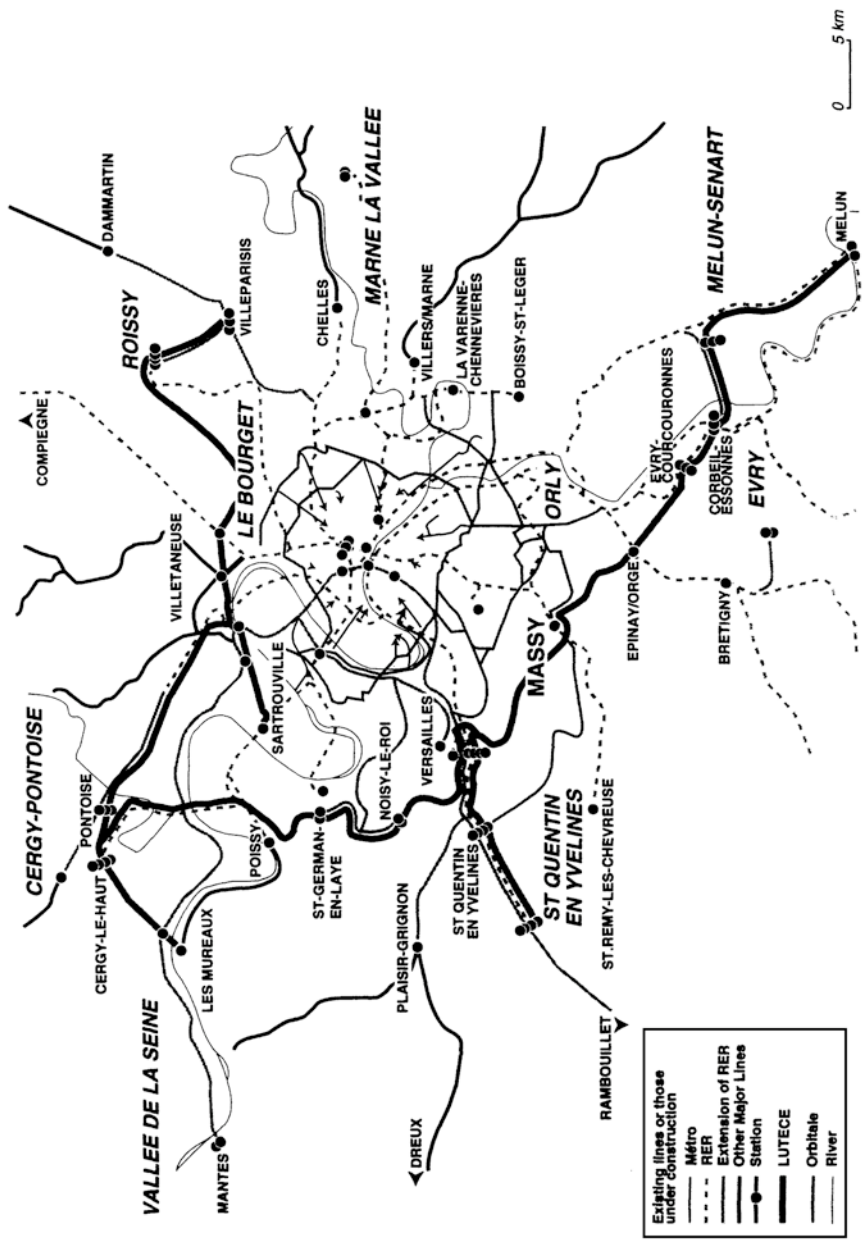 CERGY-PONTOISE
CERGY-LE-HAUT
PONTOISE
VALLEE DE LA SEINE
MANTES
LES MUREAUX
POISSY
ST-GERMAN-
EN-LAYE
NOISY-LE-ROI
SARTROUVILLE
VILLETANEUSE
LE BOURGET
COMPIEGNE
ROISSY
DAMMARTIN
VILLEPARISIS
CHELLES
MARNE LA VALLEE
VILLERS/MARNE
LA VARENNE-
CHENNEVIERES
BOISSY-ST-LEGER
VERSAILLES
PLAISIR-GRIGNON
DREUX
ST QUENTIN
EN YVELINES
ST QUENTIN
EN YVELINES
ST.REMY-LES-CHEVREUSE
RAMBOUILLET
MASSY
ORLY
EPINAY/ORGE
BRETIGNY
EVRY-
COURCOURONNES
CORBEIL-
ESSONNES
EVRY
MELUN-SENART
MELUN
0 5 km
Existing lines or those
under construction
Métro
RER
Extension of RER
Other Major Lines
Station
LUTECE
Orbitale
River